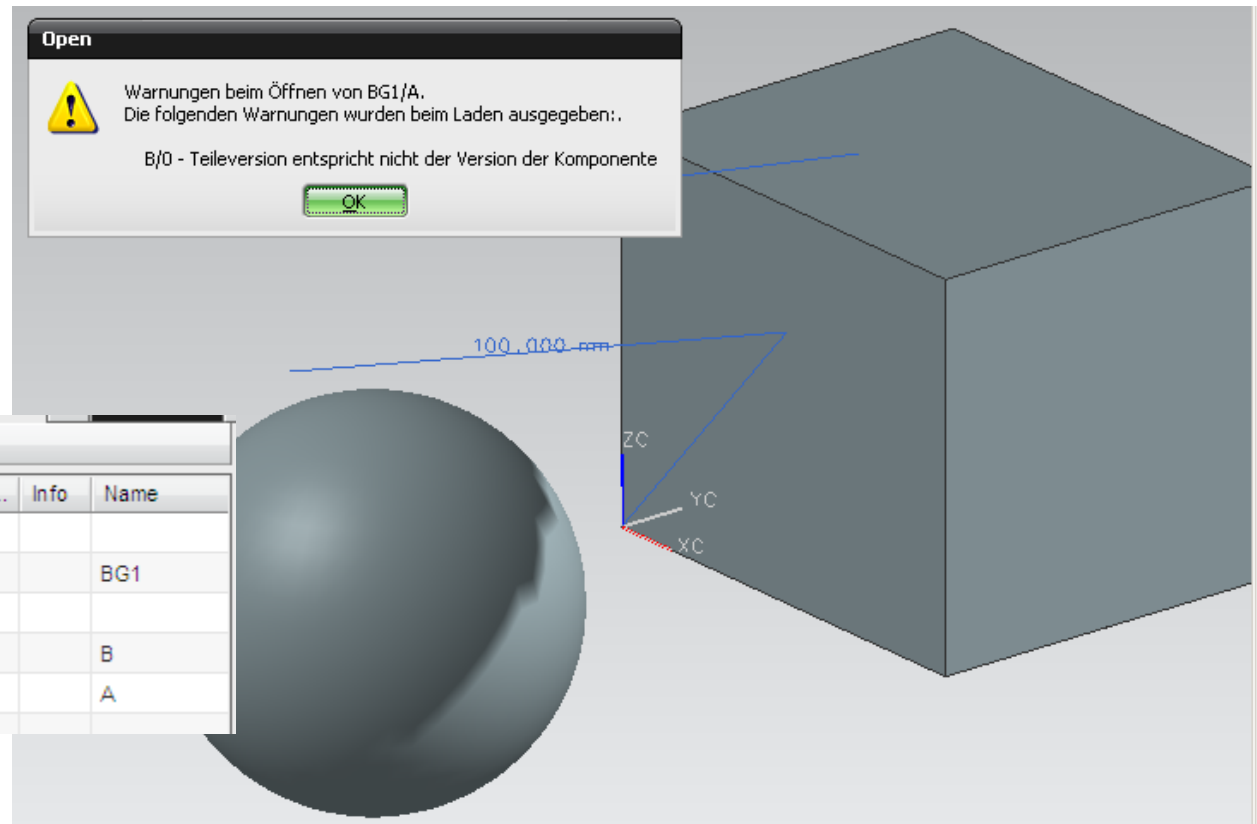 Open
Warnungen beim Öffnen von BG1/A.
Die folgenden Warnungen wurden beim Laden ausgegeben:.
B/0 - Teileversion entspricht nicht der Version der Komponente
OK
100.000 mm
ZC
YC
XC
.. Info Name
BG1
B
A